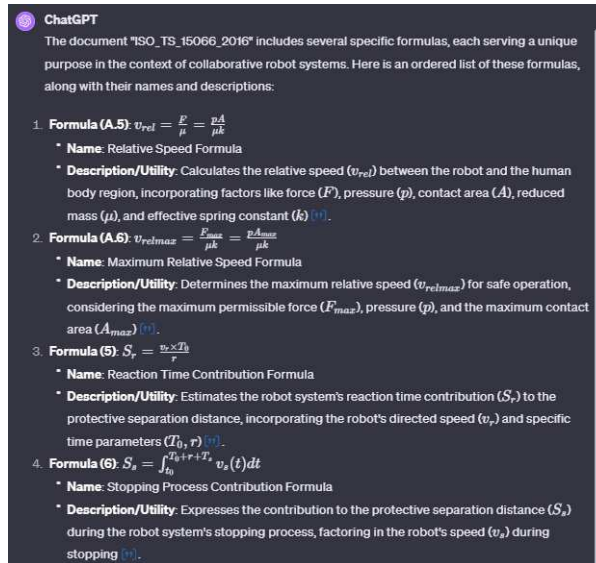 ChatGPT
The document "ISO_TS_15066_2016" includes several specific formulas, each serving a unique
purpose in the context of collaborative robot systems. Here is an ordered list of these formulas,
along with their names and descriptions:
1. Formula (A.5): v_rel = F/μ = pA/μk
• Name: Relative Speed Formula
• Description/Utility: Calculates the relative speed (v_rel) between the robot and the human
body region, incorporating factors like force (F), pressure (p), contact area (A), reduced
mass (μ), and effective spring constant (k) ["].
2. Formula (A.6): v_relmax = F_max/μk = pA_max/μk
• Name: Maximum Relative Speed Formula
• Description/Utility: Determines the maximum relative speed (v_relmax) for safe operation,
considering the maximum permissible force (F_max), pressure (p), and the maximum contact
area (A_max) ["].
3. Formula (5): S_r = v_r×T_0/r
• Name: Reaction Time Contribution Formula
• Description/Utility: Estimates the robot system's reaction time contribution (S_r) to the
protective separation distance, incorporating the robot's directed speed (v_r) and specific
time parameters (T_0, r) ["].
4. Formula (6): S_s = ∫_{t_0}^{T_0+r+T_s} v_s(t)dt
• Name: Stopping Process Contribution Formula
• Description/Utility: Expresses the contribution to the protective separation distance (S_s)
during the robot system's stopping process, factoring in the robot's speed (v_s) during
stopping ["].